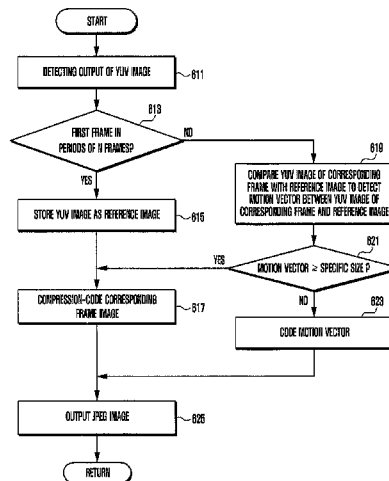 START
DETECTING OUTPUT OF YUV IMAGE
611
613
FIRST FRAME IN
PERIODS OF N FRAMES?
NO
YES
619
COMPARE YUV IMAGE OF CORRESPONDING
FRAME WITH REFERENCE IMAGE TO DETECT
MOTION VECTOR BETWEEN YUV IMAGE OF
CORRESPONDING FRAME AND REFERENCE IMAGE
STORE YUV IMAGE AS REFERENCE IMAGE
615
621
YES
MOTION VECTOR ≥ SPECIFIC SIZE ?
NO
COMPRESSION-CODE CORRESPONDING
FRAME IMAGE
617
623
CODE MOTION VECTOR
OUTPUT JPEG IMAGE
625
RETURN